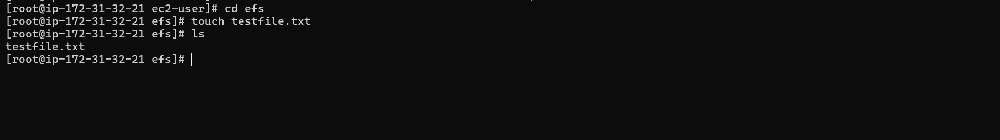 [root@ip-172-31-32-21 ec2-user]# cd efs
[root@ip-172-31-32-21 efs]# touch testfile.txt
[root@ip-172-31-32-21 efs]# ls
testfile.txt
[root@ip-172-31-32-21 efs]#